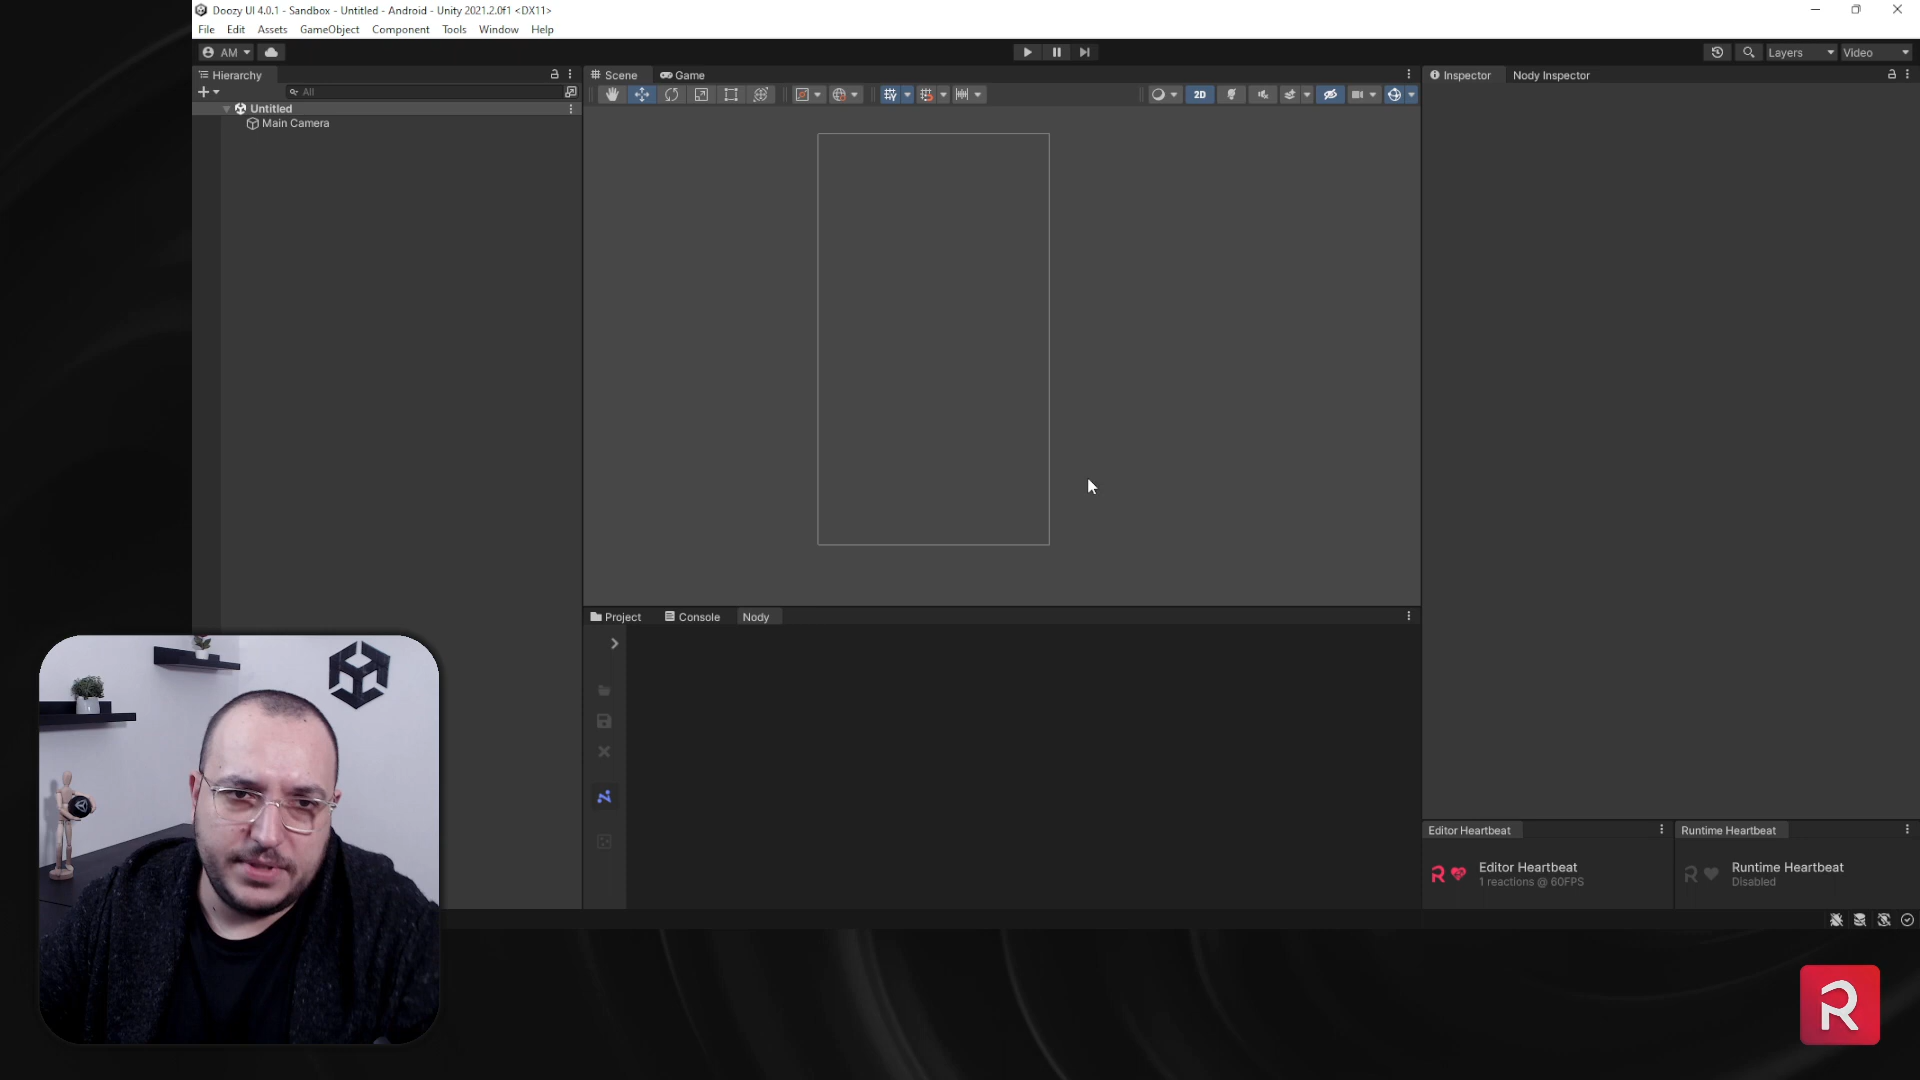 Doozy UI 4.0.1 - Sandbox - Untitled - Android - Unity 2021.2.0f1 <DX11>
File Edit Assets GameObject Component Tools Window Help
AM Layers Video
Hierarchy
All
Untitled
Main Camera
Scene Game
2D
Inspector Node Inspector
Project Console Nody
Editor Heartbeat
Editor Heartbeat
1 reactions @ 60FPS
Runtime Heartbeat
Runtime Heartbeat
Disabled
R